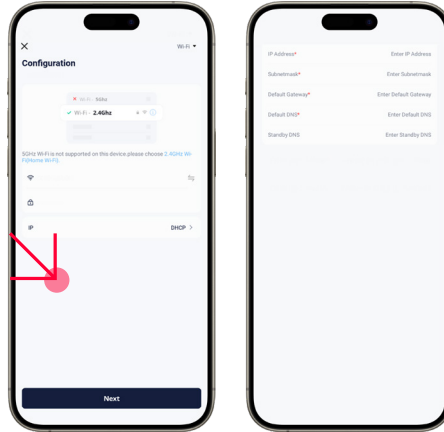 Wi-Fi
Configuration
Wi-Fi - 5Ghz
Wi-Fi - 2.4Ghz
5GHz Wi-Fi is not supported on this device please choose 2.4GHz Wi-
Fi(Home Wi-Fi)
IP DHCP
Next
IP Address* Enter IP Address
Subnetmask* Enter Subnetmask
Default Gateway* Enter Default Gateway
Default DNS* Enter Default DNS
Standby DNS Enter Standby DNS